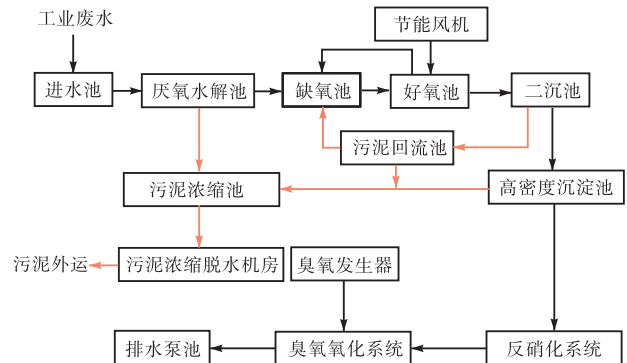 工业废水
节能风机
进水池
厌氧水解池
缺氧池
好氧池
二沉池
污泥回流池
污泥浓缩池
高密度沉淀池
污泥外运
污泥浓缩脱水机房
臭氧发生器
排水泵池
臭氧氧化系统
反硝化系统